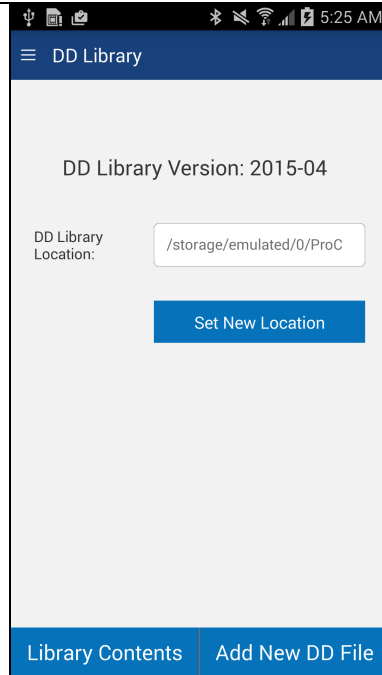 5:25 AM
DD Library
DD Library Version: 2015-04
DD Library
Location:
/storage/emulated/0/ProC
Set New Location
Library Contents
Add New DD File